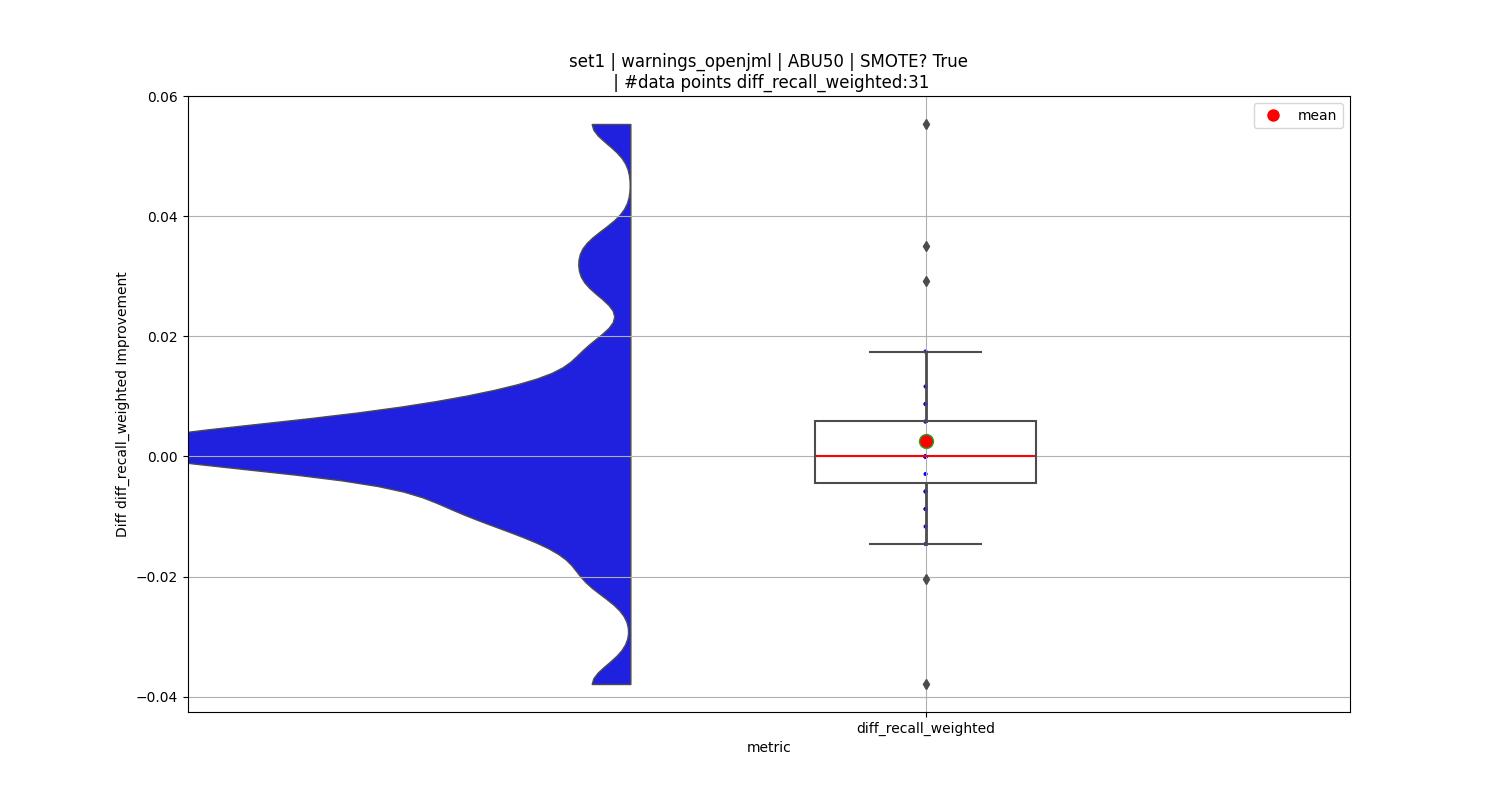 set1 | warnings_openjml | ABU50 | SMOTE? True
| #data points diff_recall_weighted:31
mean
0.06
0.04
0.02
0.00
−0.02
−0.04
Diff diff_recall_weighted Improvement
diff_recall_weighted
metric